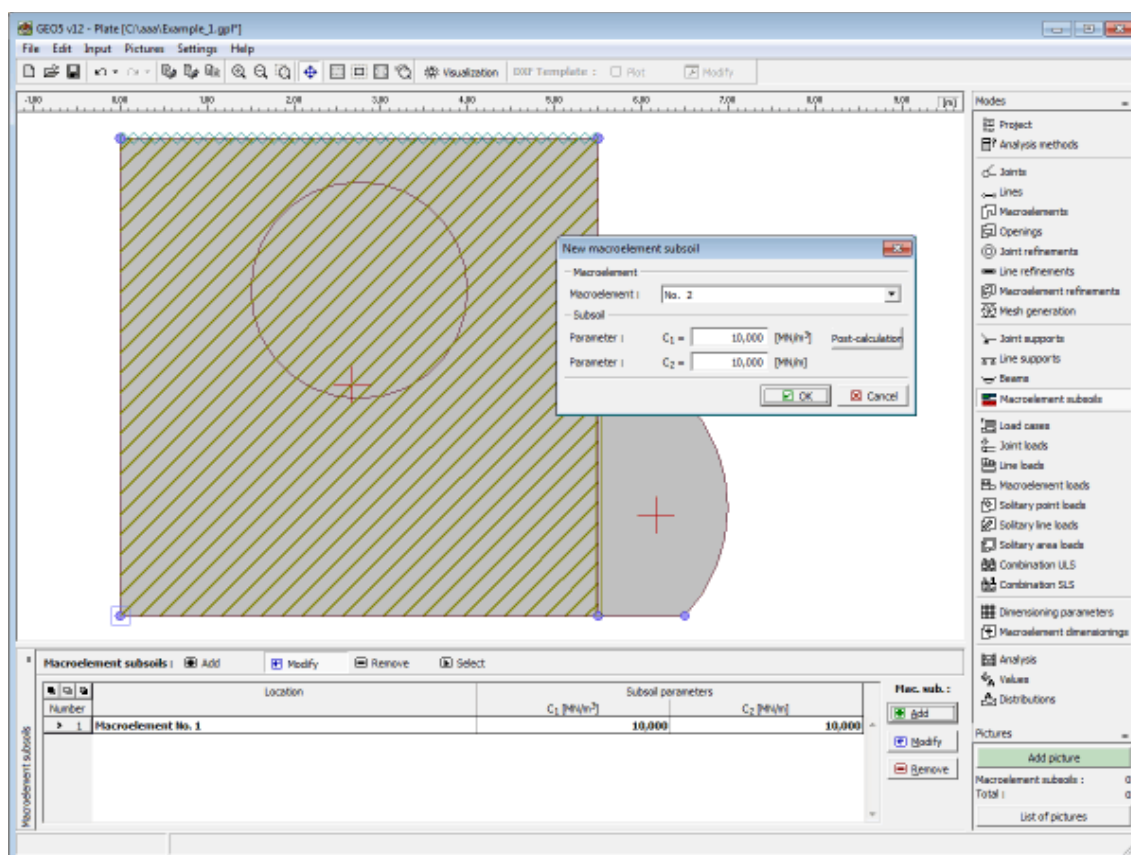 GEO5 v12 - Plate [C:\aaa\Example_1.gpl*]
File Edit Input Pictures Settings Help
Visualization DXF Template : Plot Modify
-1,00 0,00 1,00 2,00 3,00 4,00 5,00 6,00 7,00 8,00 9,00 [m]
Modes
Project
Analysis methods
Joints
Lines
Macroelements
Openings
Joint refinements
Line refinements
Macroelement refinements
Mesh generation
Joint supports
Line supports
Beams
Macroelement subsoils
Load cases
Joint loads
Line loads
Macroelement loads
Solitary point loads
Solitary line loads
Solitary area loads
Combination ULS
Combination SLS
Dimensioning parameters
Macroelement dimensionings
Analysis
Values
Distributions
New macroelement subsoil
Macroelement
Macroelement : No. 2
Subsoil
Parameter : C1 = 10,000 [MN/m³] Post-calculation
Parameter : C2 = 10,000 [MN/m]
OK Cancel
Macroelement subsoils
Macroelement subsoils : Add Modify Remove Select
Number Location Subsoil parameters
C1 [MN/m³] C2 [MN/m]
> 1 Macroelement No. 1 10,000 10,000
Mac. sub. :
Add
Modify
Remove
Pictures
Add picture
Macroelement subsoils : 0
Total : 0
List of pictures